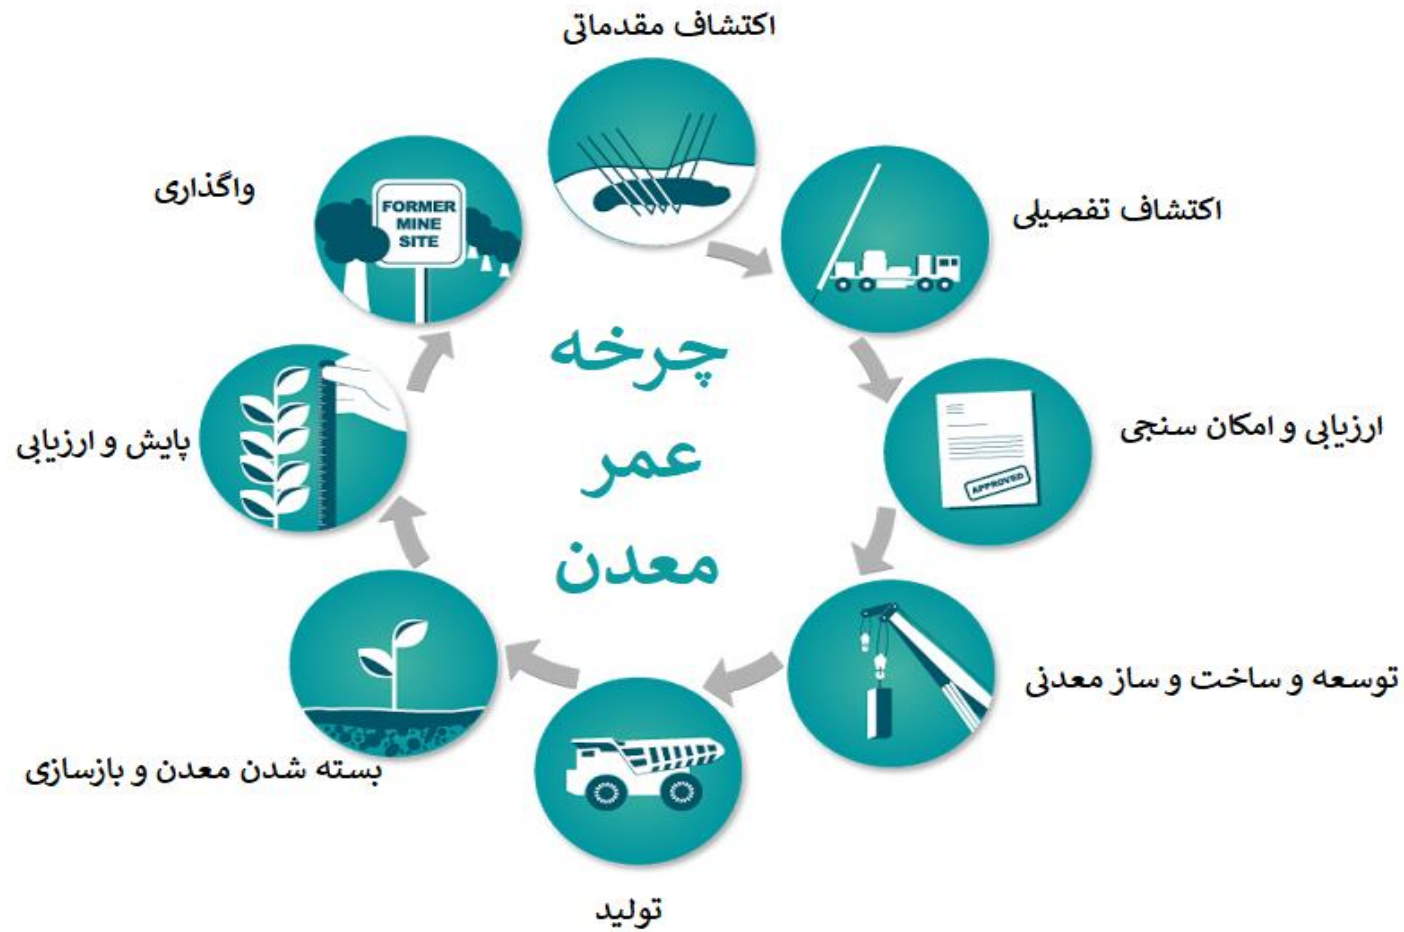 اکتشاف مقدماتی
اکتشاف تفصیلی
ارزیابی و امکان سنجی
APPROVED
توسعه و ساخت و ساز معدنی
تولید
بسته شدن معدن و بازسازی
پایش و ارزیابی
واگذاری
FORMER
MINE
SITE
چرخه
عمر
معدن